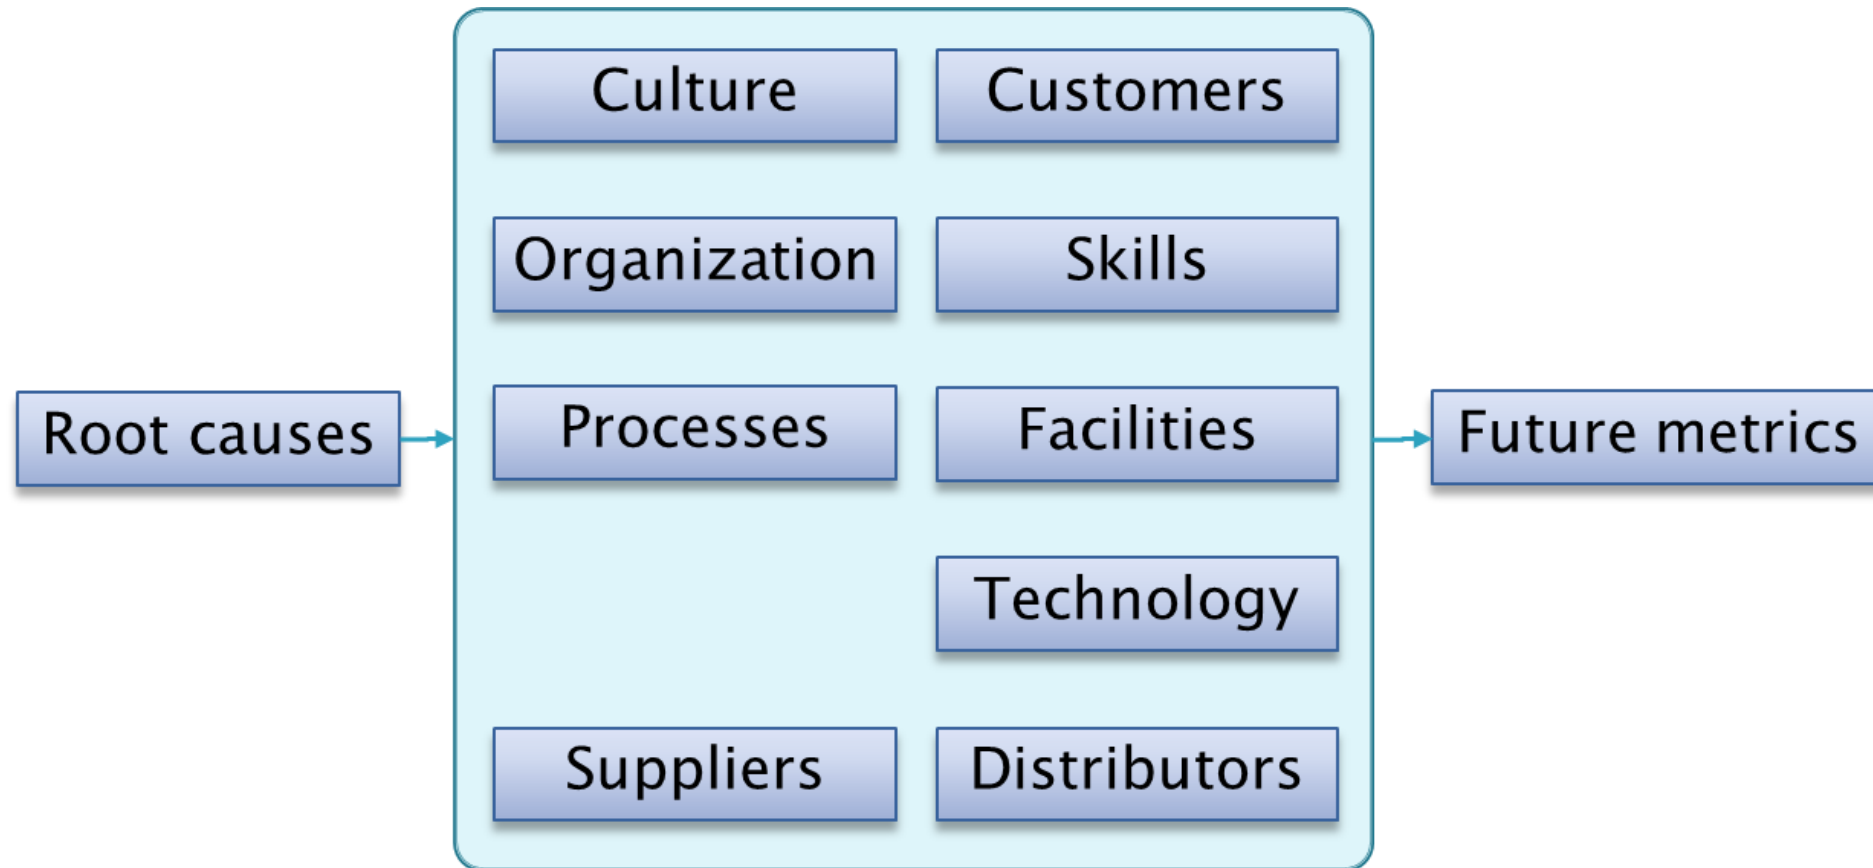 Culture
Customers
Organization
Skills
Root causes
Processes
Facilities
Future metrics
Technology
Suppliers
Distributors